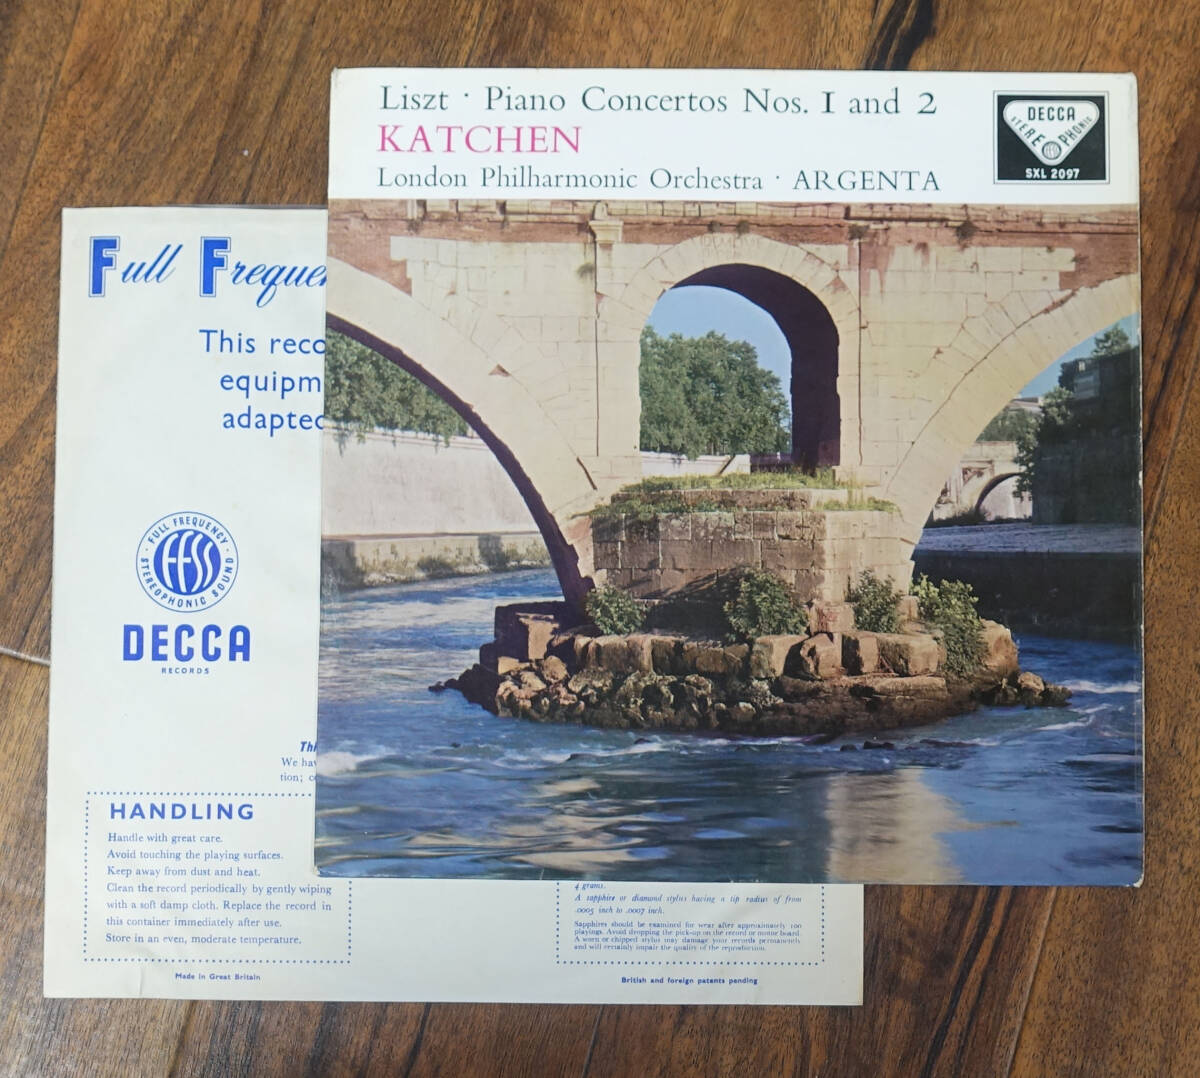 Liszt · Piano Concertos Nos. 1 and 2
KATCHEN
London Philharmonic Orchestra · ARGENTA
DECCA
STEREOPHONIC
FFSS
SXL 2097
Full
This
equipm
adapted
FULL FREQUENCY
ffss
STEREOPHONIC SOUND
DECCA
RECORDS
We
tion;
HANDLING
Handle with great care.
Avoid touching the playing surfaces.
Keep away from dust and heat.
Clean the record periodically by gently wiping
with a soft damp cloth. Replace the record in
this container immediately after use.
Store in an even, moderate temperature.
Made in Great Britain
4 grams.
A sapphire or diamond stylus having a tip radius of from
.0005 inch to .0007 inch.
Sapphires should be examined for wear after approximately 100
playings. Avoid dropping the pick-up on the record or motor board.
A worn or chipped stylus may damage your records permanently
and will certainly impair the quality of the reproduction.
British and foreign patents pending